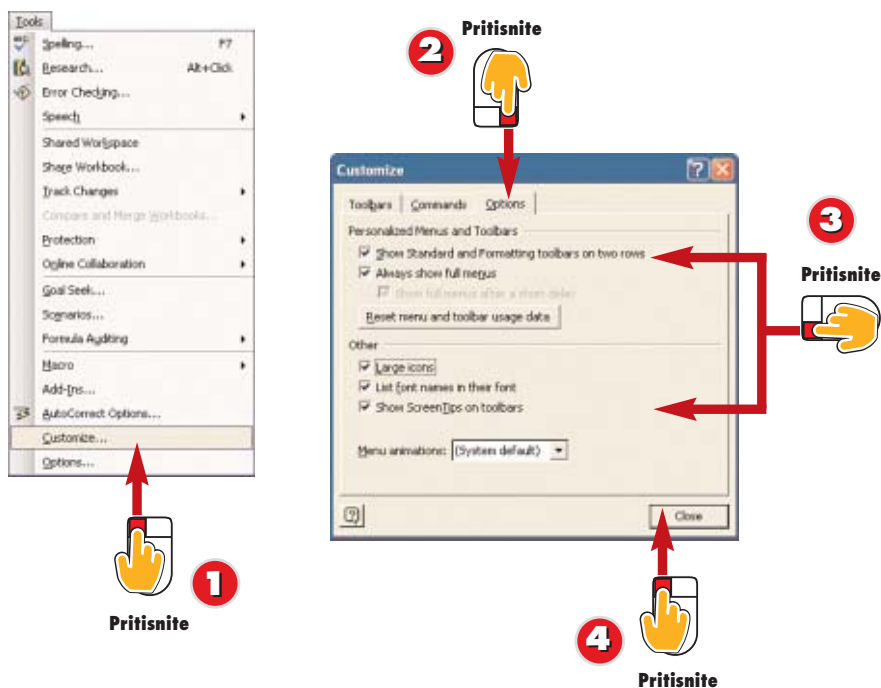 Tools
Spelling... F7
Research... Alt+Click
Error Checking...
Speech
Shared Workspace
Share Workbook...
Track Changes
Compare and Merge Workbooks...
Protection
Online Collaboration
Goal Seek...
Scenarios...
Formula Auditing
Macro
Add-Ins...
AutoCorrect Options...
Customize...
Options...
1
Pritisnite
2
Pritisnite
Customize
Toolbars Commands Options
Personalized Menus and Toolbars
Show Standard and Formatting toolbars on two rows
Always show full menus
Show full menus after a short delay
Reset menu and toolbar usage data
Other
Large icons
List font names in their font
Show ScreenTips on toolbars
Menu animations: (System default)
Close
3
Pritisnite
4
Pritisnite